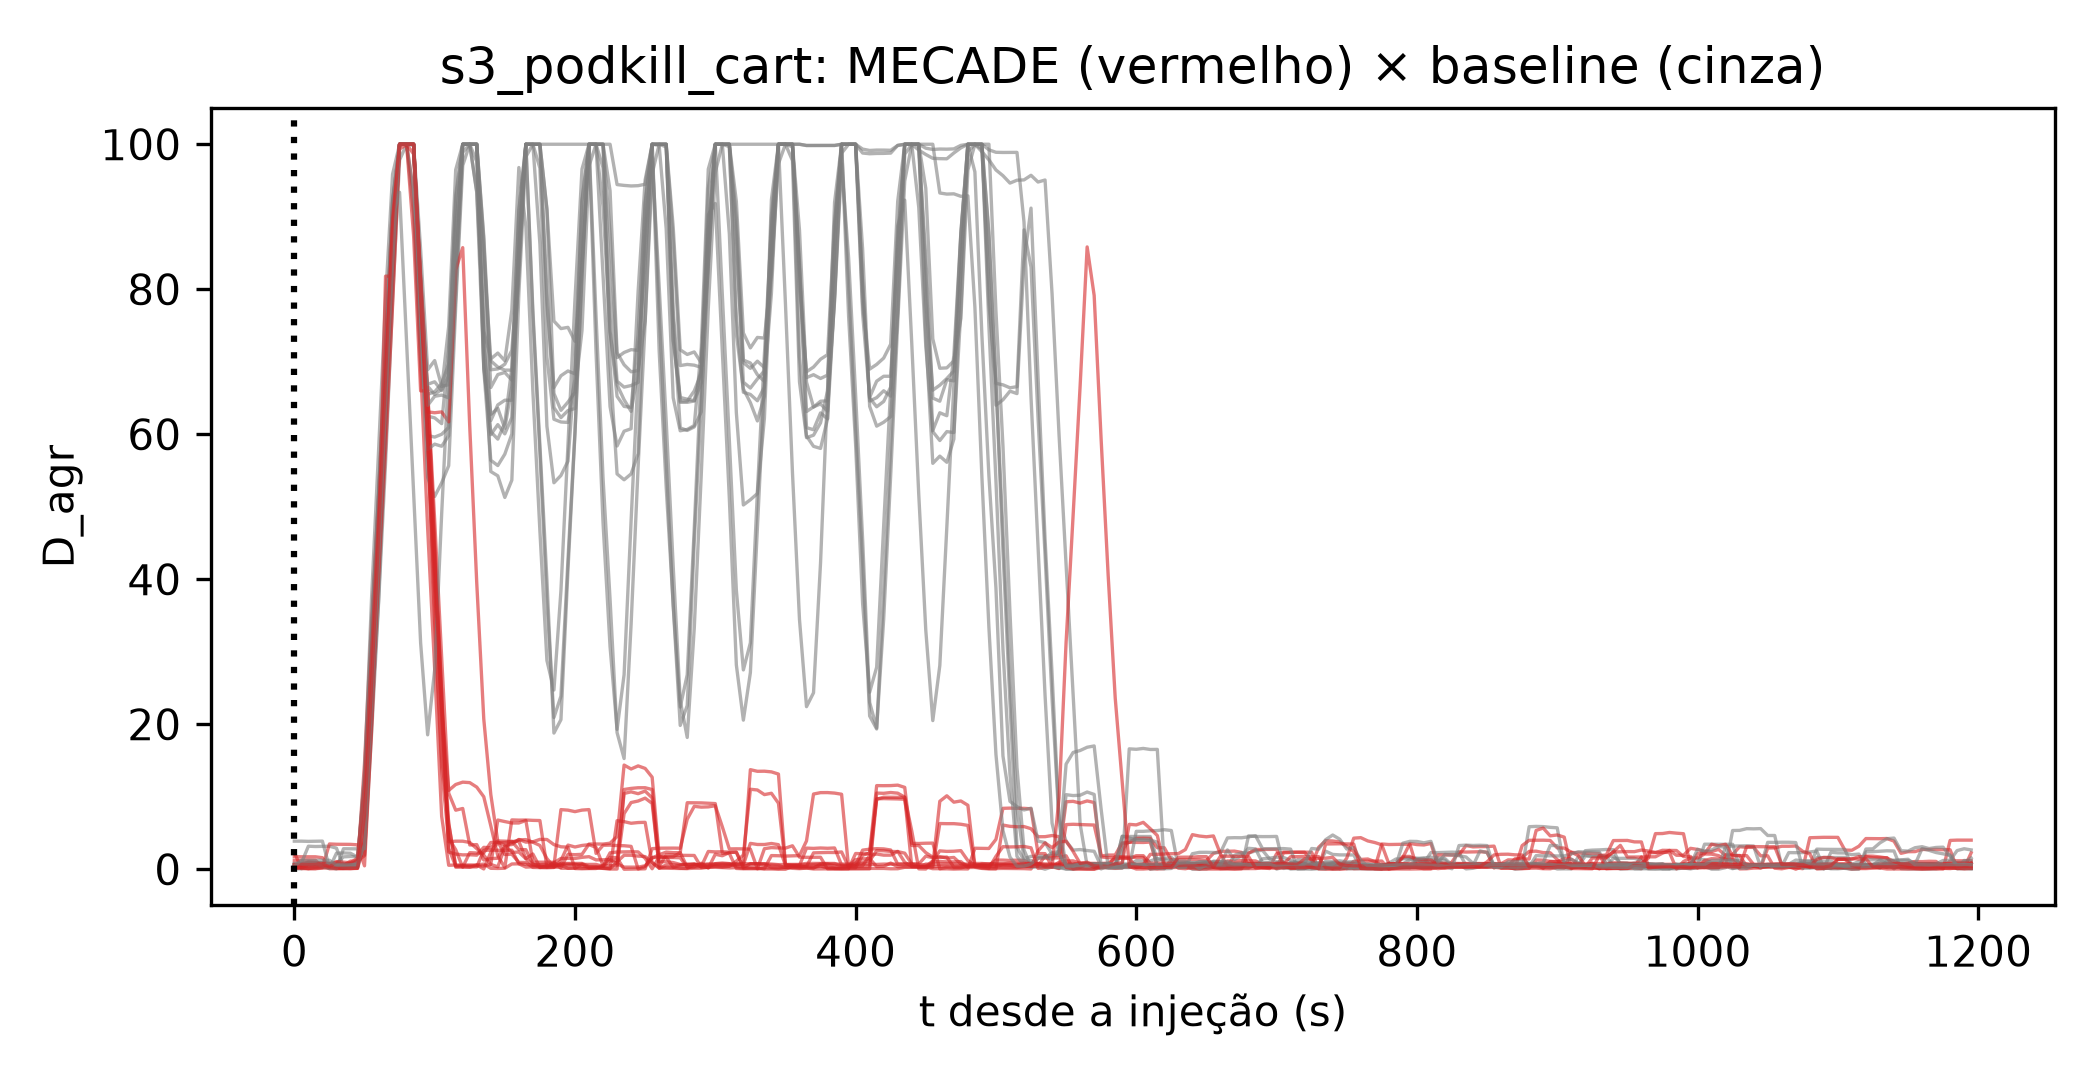 s3_podkill_cart: MECADE (vermelho) × baseline (cinza)
D_agr
100
80
60
40
20
0
0 200 400 600 800 1000 1200
t desde a injeção (s)